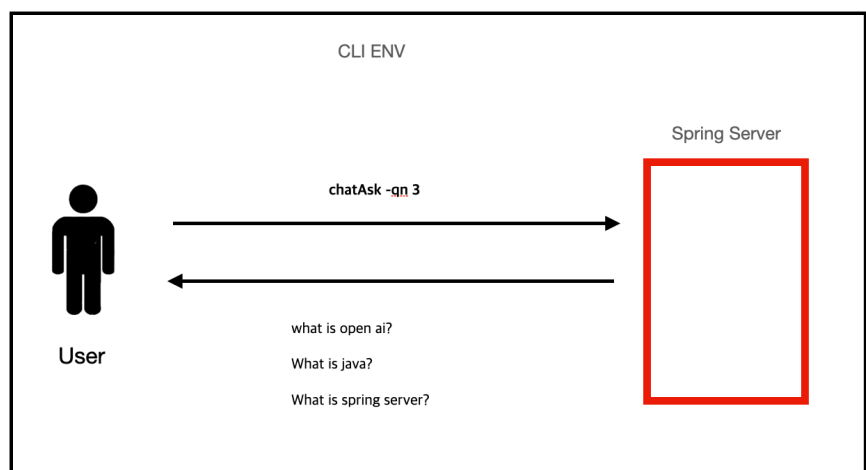 CLI ENV
Spring Server
chatAsk -qn 3
what is open ai?
What is java?
What is spring server?
User